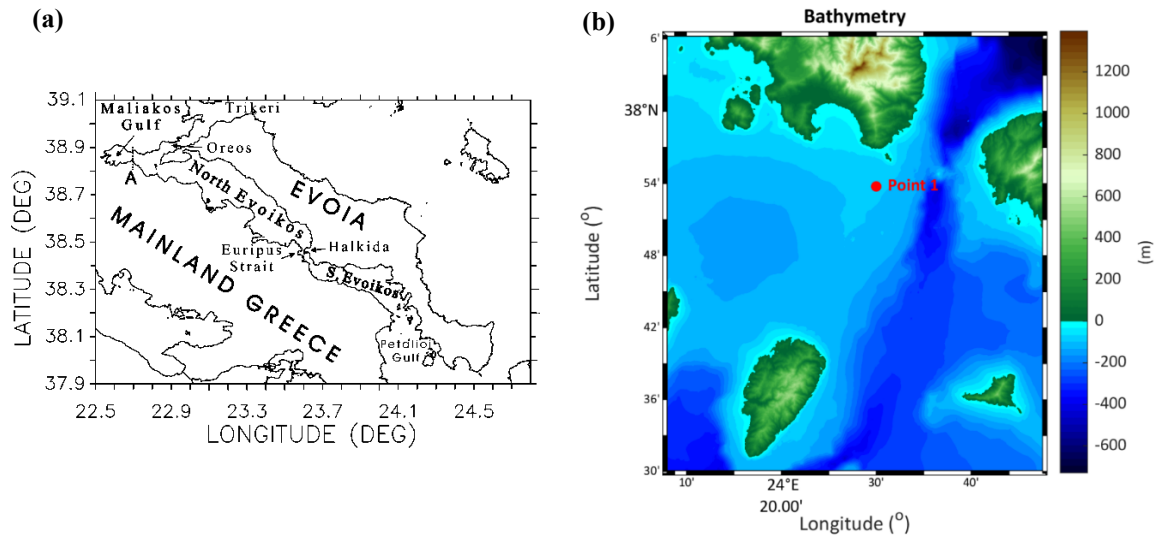 (a)
39.1
38.9
38.7
38.5
38.3
38.1
37.9
LATITUDE (DEG)
22.5 22.9 23.3 23.7 24.1 24.5
LONGITUDE (DEG)
Maliakos
Gulf
Trikeri
Oreos
A
North Evoikos
EVOIA
MAINLAND GREECE
Euripus
Strait
Halkida
S. Evoikos
Petalioi
Gulf
(b)
Bathymetry
6'
38°N
54'
48'
42'
36'
30'
Latitude (°)
10' 24°E 30' 40'
20.00'
Longitude (°)
Point 1
1200
1000
800
600
400
200
0
-200
-400
-600
(m)